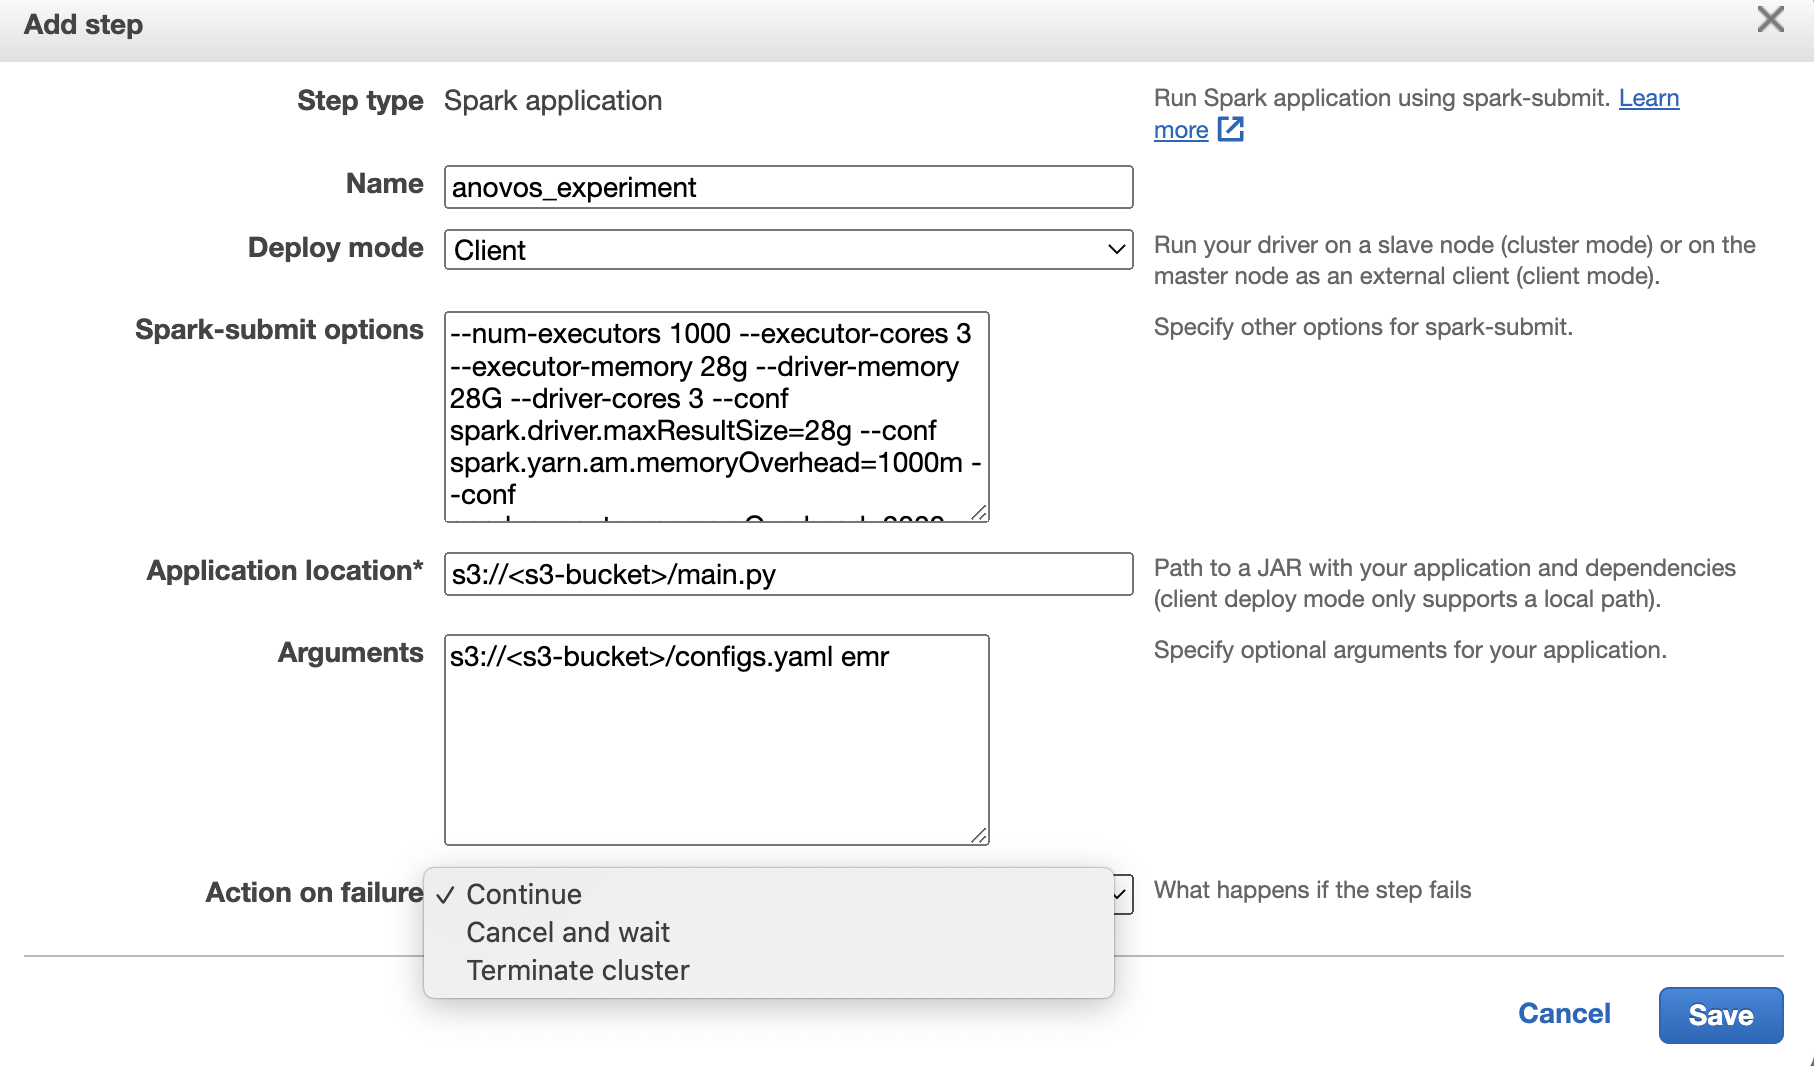 Add step
Step type Spark application
Run Spark application using spark-submit. Learn
more
Name anovos_experiment
Deploy mode Client
Run your driver on a slave node (cluster mode) or on the
master node as an external client (client mode).
Spark-submit options
--num-executors 1000 --executor-cores 3
--executor-memory 28g --driver-memory
28G --driver-cores 3 --conf
spark.driver.maxResultSize=28g --conf
spark.yarn.am.memoryOverhead=1000m -
-conf
Specify other options for spark-submit.
Application location* s3://<s3-bucket>/main.py
Path to a JAR with your application and dependencies
(client deploy mode only supports a local path).
Arguments s3://<s3-bucket>/configs.yaml emr
Specify optional arguments for your application.
Action on failure
✓ Continue
Cancel and wait
Terminate cluster
What happens if the step fails
Cancel Save